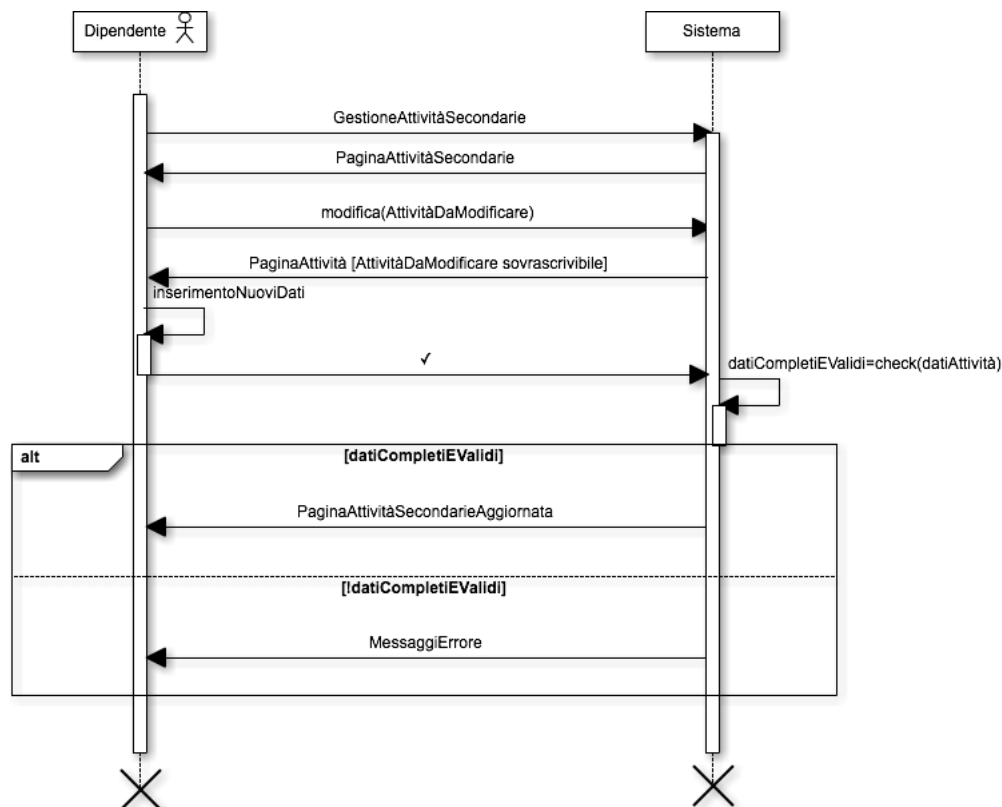 Dipendente
Sistema
GestioneAttivitàSecondarie
PaginaAttivitàSecondarie
modifica(AttivitàDaModificare)
PaginaAttività [AttivitàDaModificare sovrascrivibile]
inserimentoNuoviDati
✓
datiCompletiEValidi=check(datiAttività)
alt
[datiCompletiEValidi]
PaginaAttivitàSecondarieAggiornata
[!datiCompletiEValidi]
MessaggiErrore